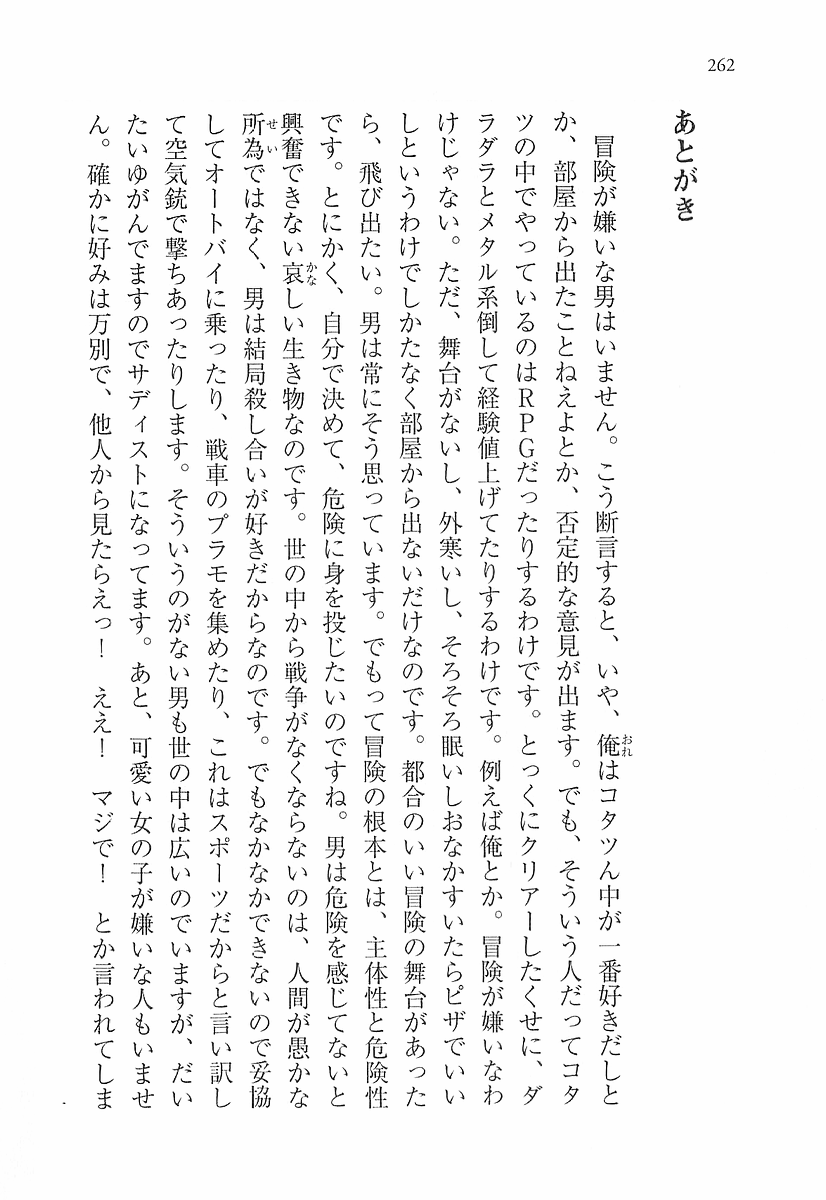 262
あとがき
冒険が嫌いな男はいません。こう断言すると、いや、俺はコタツん中が一番好きだしと
か、部屋から出たことねえよとか、否定的な意見が出ます。でも、そういう人だってコタ
ツの中でやっているのはＲＰＧだったりするわけです。とっくにクリアーしたくせに、ダ
ラダラとメタル系倒して経験値上げてたりするわけです。例えば俺とか。冒険が嫌いなわ
けじゃない。ただ、舞台がないし、外寒いし、そろそろ眠いしおなかすいたらピザでいい
しというわけでしかたなく部屋から出ないだけなのです。都合のいい冒険の舞台があった
ら、飛び出たい。男は常にそう思っています。でもって冒険の根本とは、主体性と危険性
です。とにかく、自分で決めて、危険に身を投じたいのですね。男は危険を感じてないと
興奮できない哀しい生き物なのです。世の中から戦争がなくならないのは、人間が愚かな
所為ではなく、男は結局殺し合いが好きだからなのです。でもなかなかできないので妥協
してオートバイに乗ったり、戦車のプラモを集めたり、これはスポーツだからと言い訳し
て空気銃で撃ちあったりします。そういうのがない男も世の中は広いのでいますが、だい
たいゆがんでますのでサディストになってます。あと、可愛い女の子が嫌いな人もいませ
ん。確かに好みは万別で、他人から見たらえっ！　ええ！　マジで！　とか言われてしま